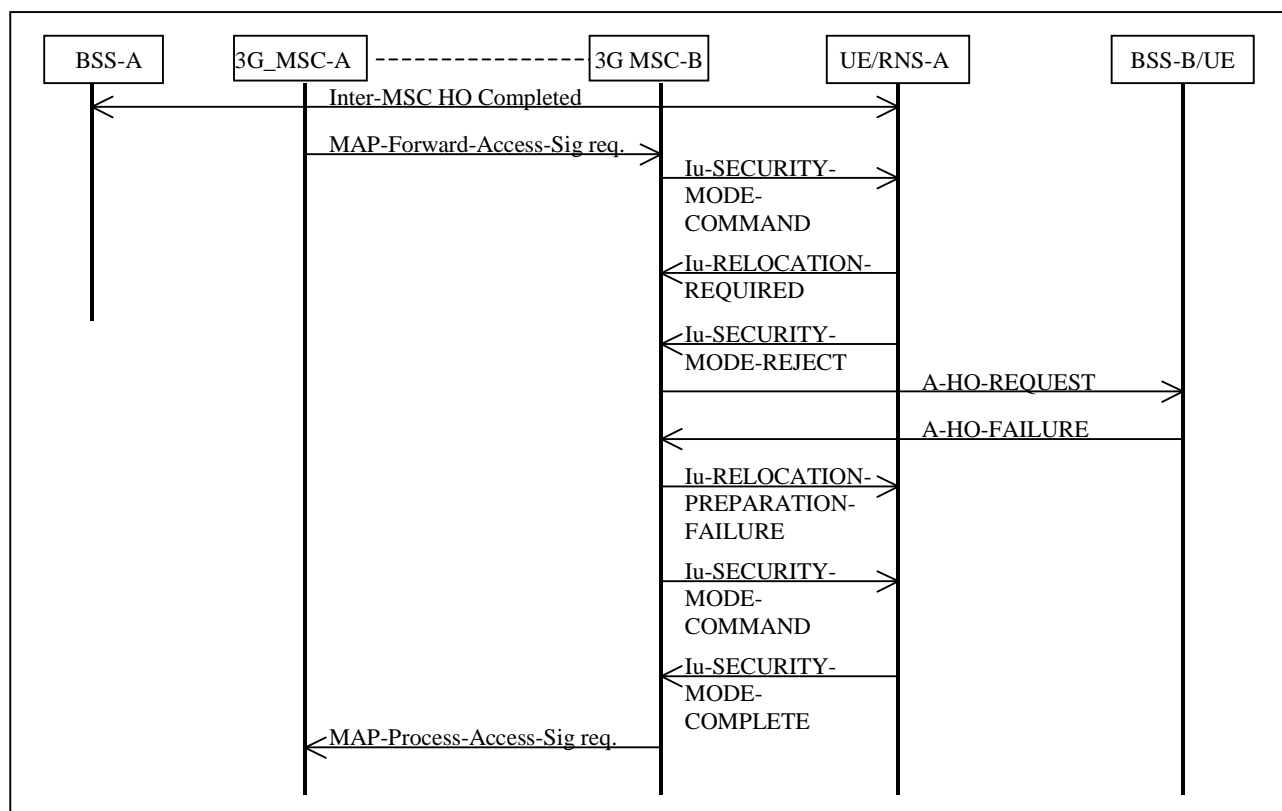 BSS-A
3G_MSC-A
3G MSC-B
UE/RNS-A
BSS-B/UE
Inter-MSC HO Completed
MAP-Forward-Access-Sig req.
Iu-SECURITY-
MODE-
COMMAND
Iu-RELOCATION-
REQUIRED
Iu-SECURITY-
MODE-REJECT
A-HO-REQUEST
A-HO-FAILURE
Iu-RELOCATION-
PREPARATION-
FAILURE
Iu-SECURITY-
MODE-
COMMAND
Iu-SECURITY-
MODE-
COMPLETE
MAP-Process-Access-Sig req.